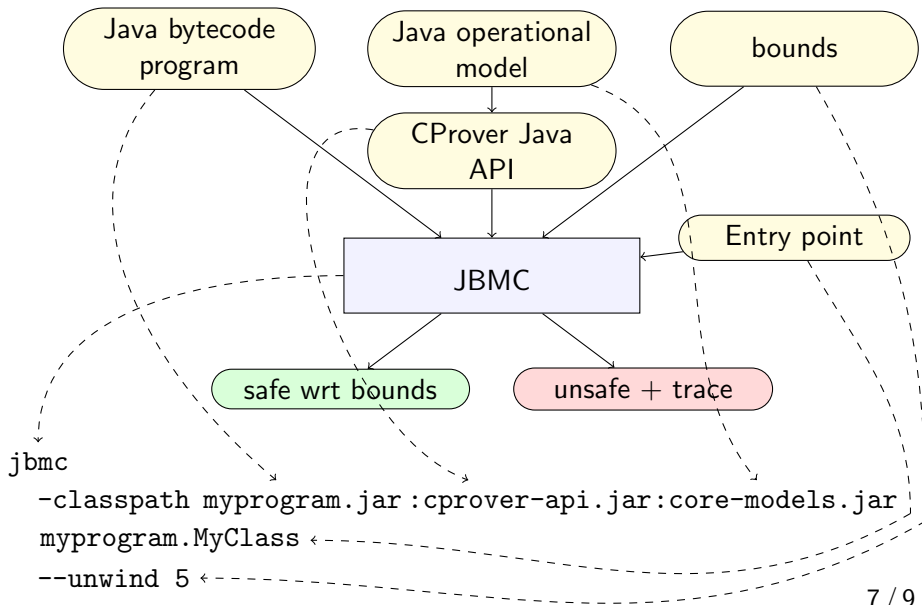 Java bytecode
program
Java operational
model
bounds
CProver Java
API
Entry point
JBMC
safe wrt bounds
unsafe + trace
jbmc
-classpath myprogram.jar:cprover-api.jar:core-models.jar
myprogram.MyClass
--unwind 5
7 / 9